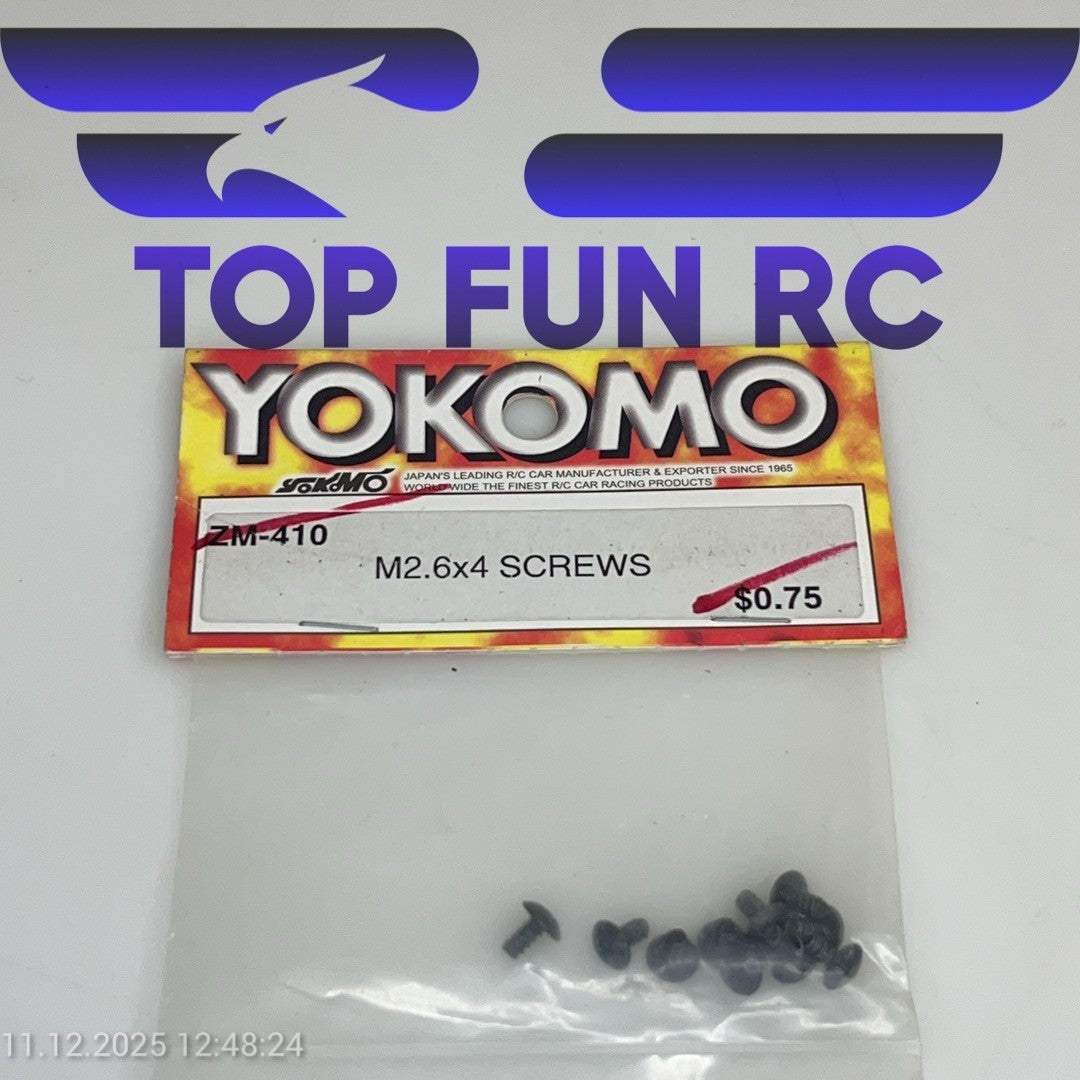 TOP FUN RC
YOKOMO
YOKOMO
JAPAN'S LEADING R/C CAR MANUFACTURER & EXPORTER SINCE 1965
WORLD WIDE THE FINEST R/C CAR RACING PRODUCTS
ZM-410
M2.6x4 SCREWS
$0.75
11.12.2025 12:48:24